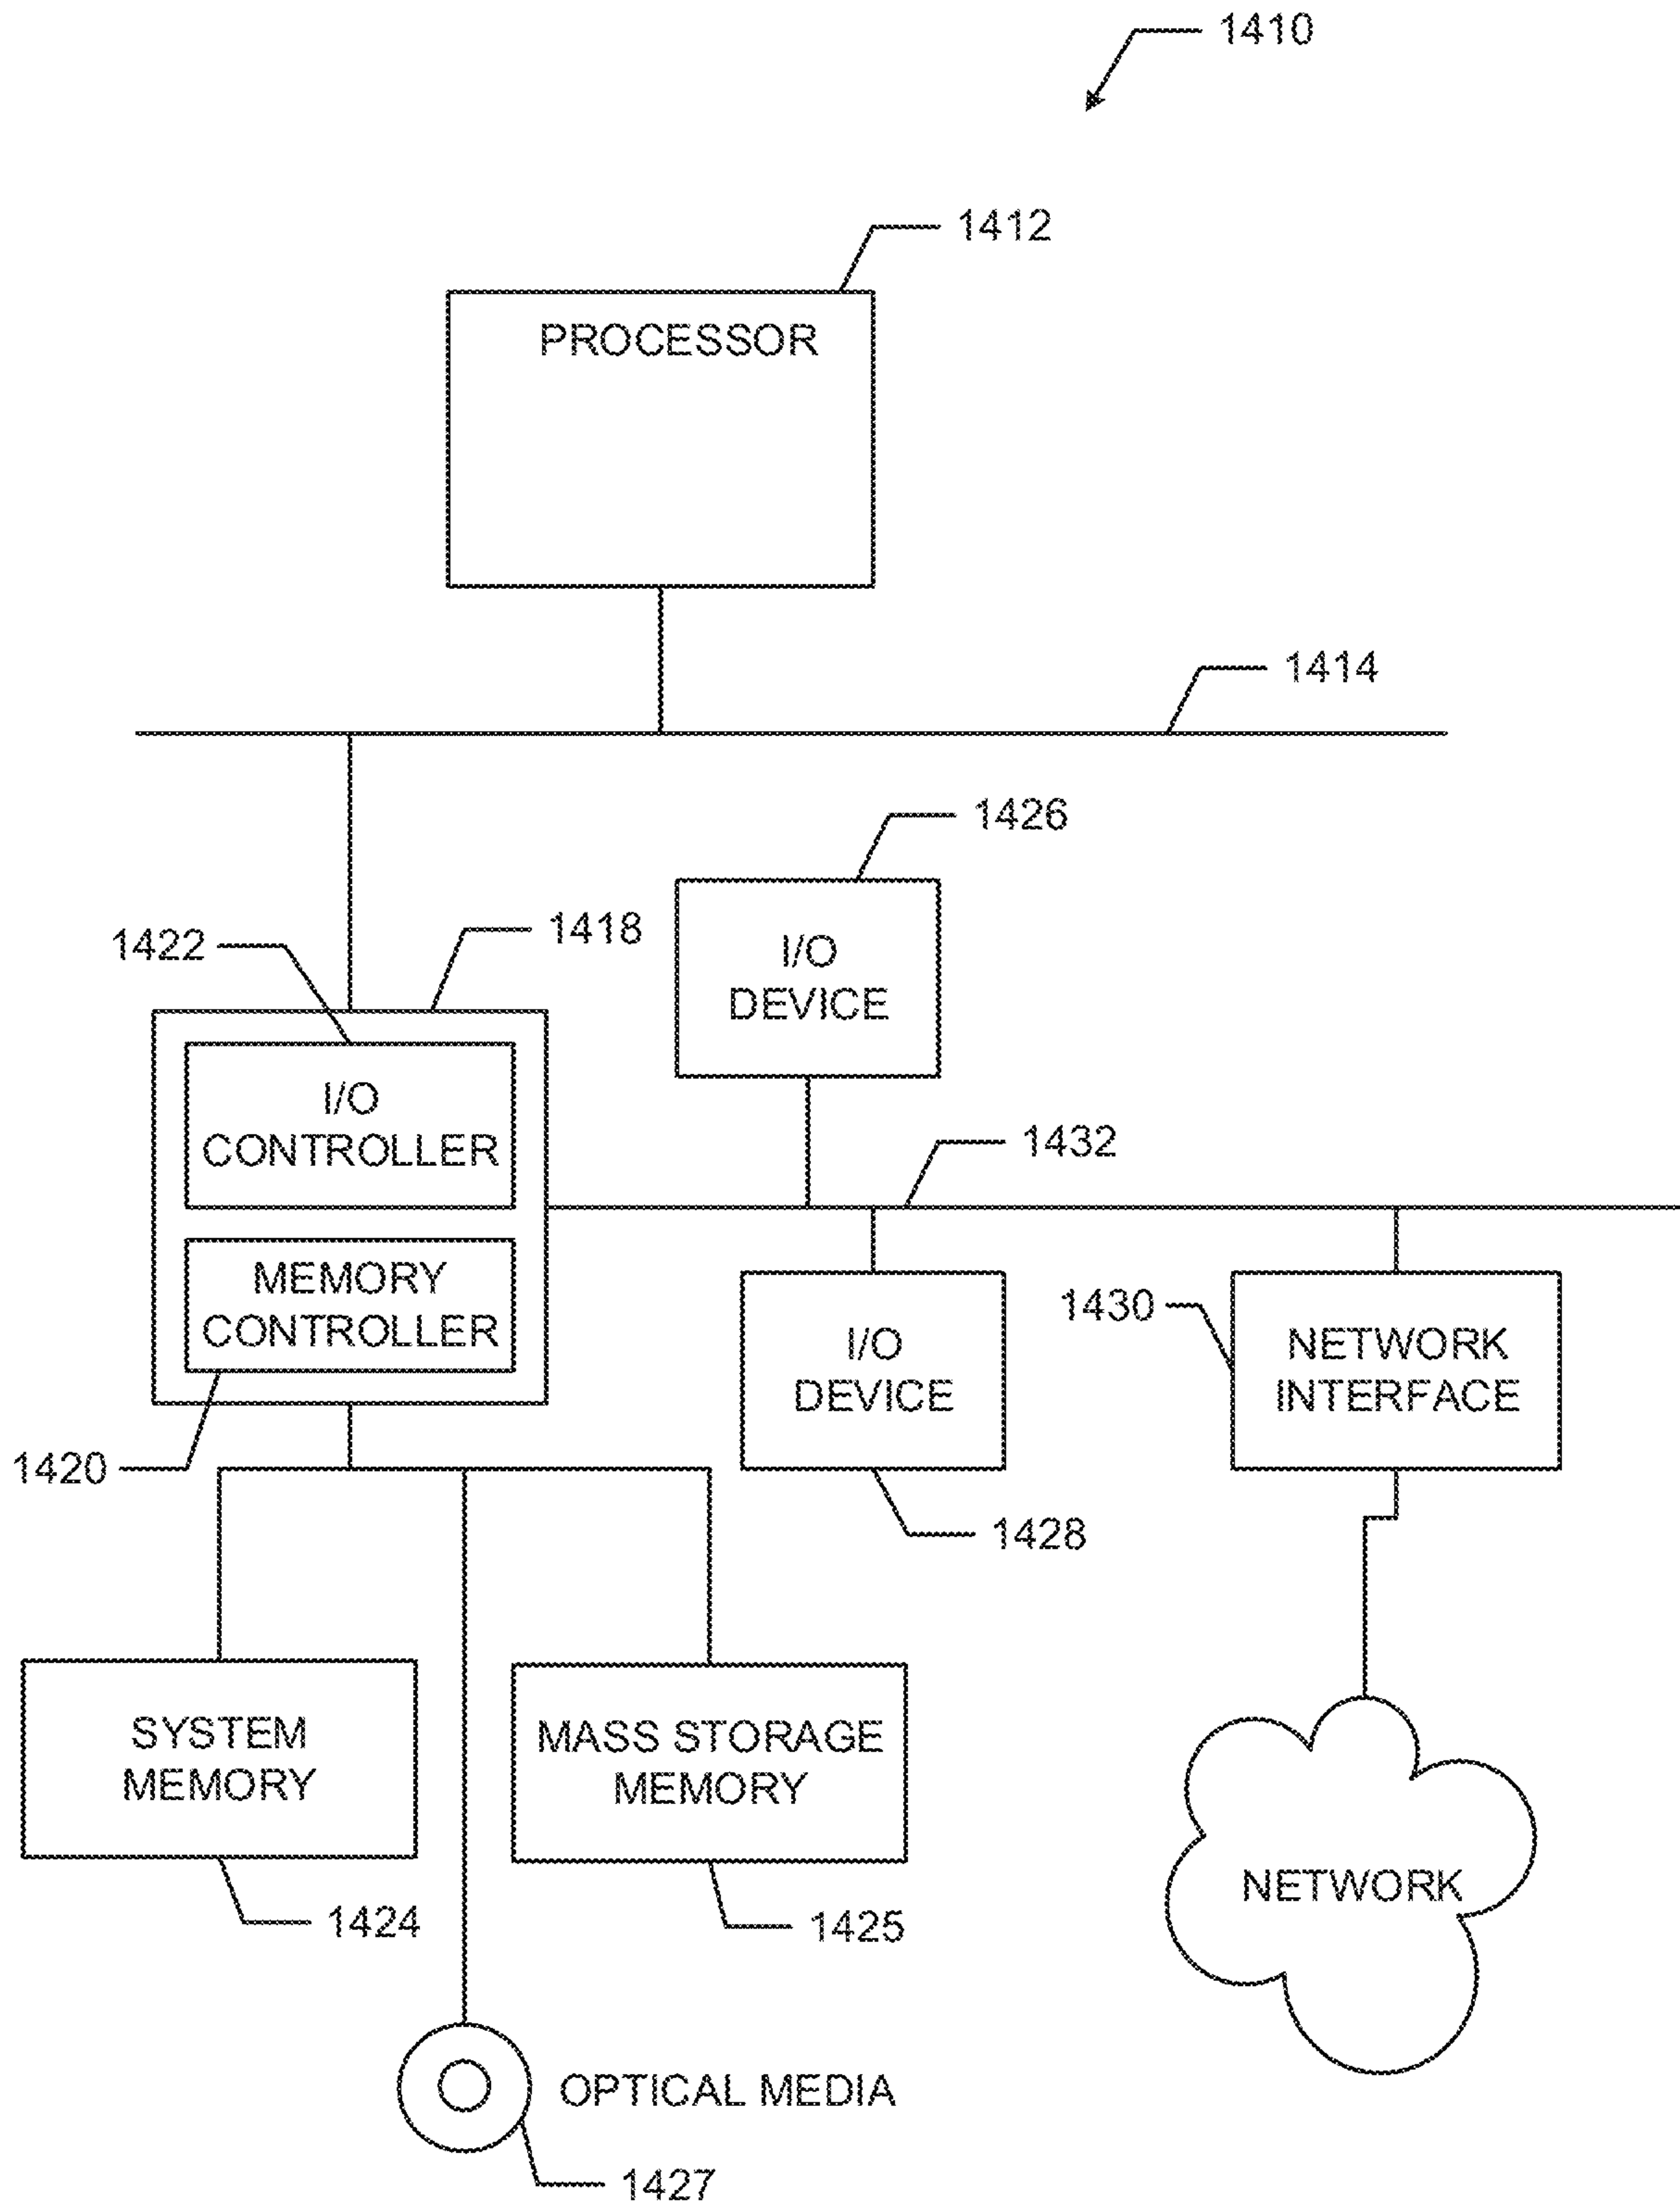 1410
1412
PROCESSOR
1414
1426
1422
1418
I/O
DEVICE
I/O
CONTROLLER
1432
MEMORY
CONTROLLER
1430
I/O
DEVICE
NETWORK
INTERFACE
1420
1428
SYSTEM
MEMORY
MASS STORAGE
MEMORY
NETWORK
1424
1425
OPTICAL MEDIA
1427